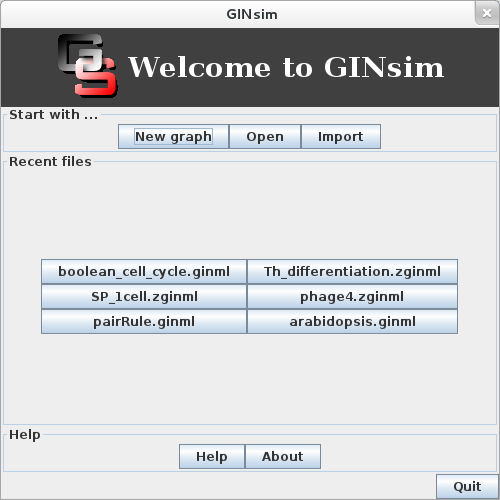 GINsim
GS Welcome to GINsim
Start with ...
New graph Open Import
Recent files
boolean_cell_cycle.ginml Th_differentiation.zginml
SP_1cell.zginml phage4.zginml
pairRule.ginml arabidopsis.ginml
Help
Help About
Quit